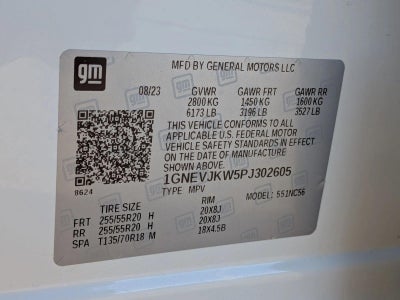 gm
MFD BY GENERAL MOTORS LLC
08/23 GVWR GAWR FRT GAWR RR
2800 KG 1450 KG 1600 KG
6173 LB 3196 LB 3527 LB
THIS VEHICLE CONFORMS TO ALL
APPLICABLE U.S. FEDERAL MOTOR
VEHICLE SAFETY STANDARDS IN EFFECT
ON THE DATE OF MANUFACTURE
SHOWN ABOVE.
1GNEVJKW5PJ302605
8624 TYPE MPV MODEL: 551NC56
TIRE SIZE RIM
FRT 255/55R20 H 20X8J
RR 255/55R20 H 20X8J
SPA T135/70R18 M 18X4.5B